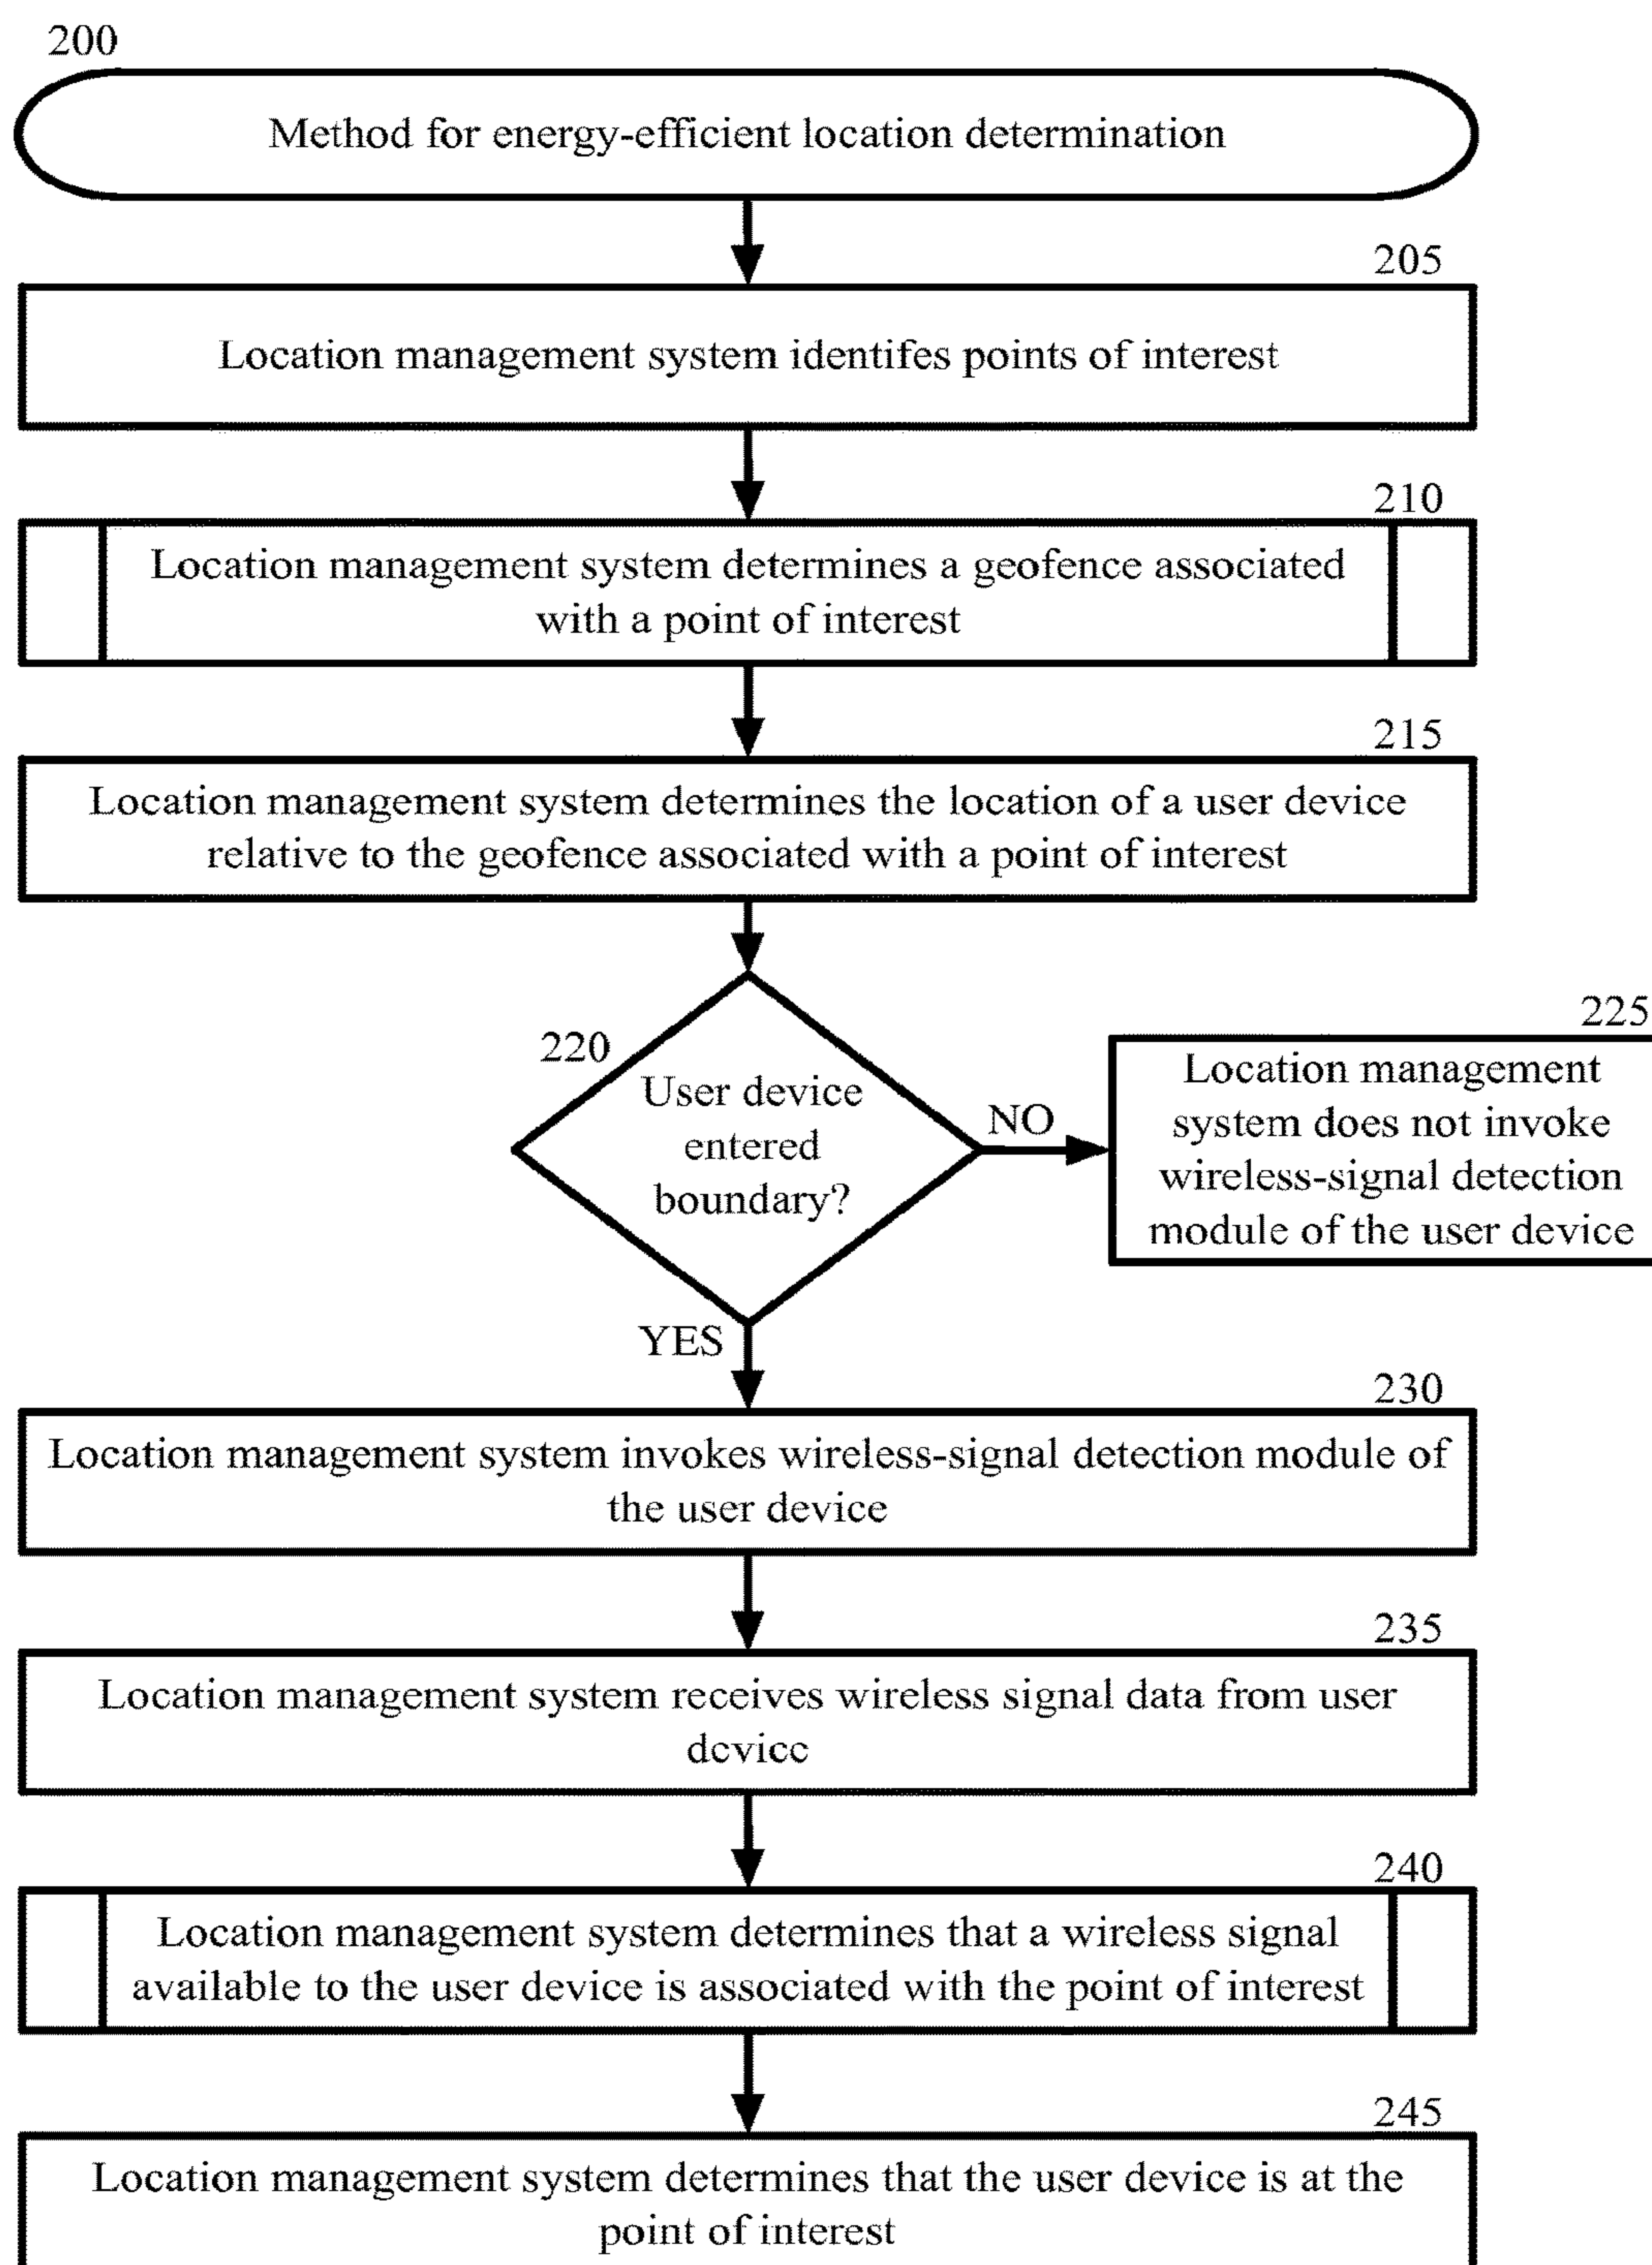 200
Method for energy-efficient location determination
205
Location management system identifes points of interest
210
Location management system determines a geofence associated
with a point of interest
215
Location management system determines the location of a user device
relative to the geofence associated with a point of interest
220
User device
entered
boundary?
NO
225
Location management
system does not invoke
wireless-signal detection
module of the user device
YES
230
Location management system invokes wireless-signal detection module of
the user device
235
Location management system receives wireless signal data from user
device
240
Location management system determines that a wireless signal
available to the user device is associated with the point of interest
245
Location management system determines that the user device is at the
point of interest